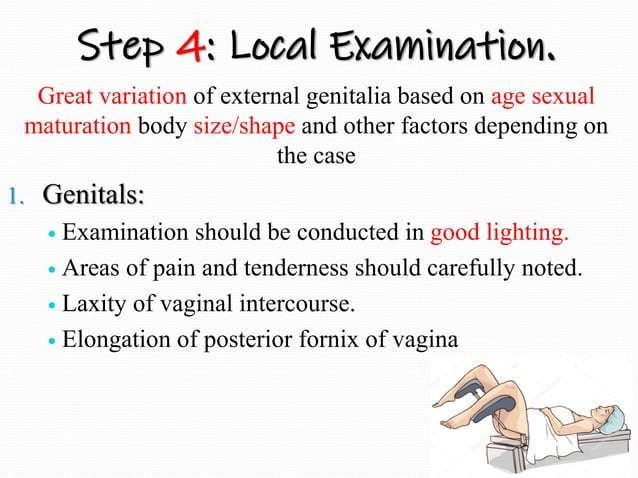 Step 4: Local Examination.
Great variation of external genitalia based on age sexual
maturation body size/shape and other factors depending on
the case
1. Genitals:
• Examination should be conducted in good lighting.
• Areas of pain and tenderness should carefully noted.
• Laxity of vaginal intercourse.
• Elongation of posterior fornix of vagina